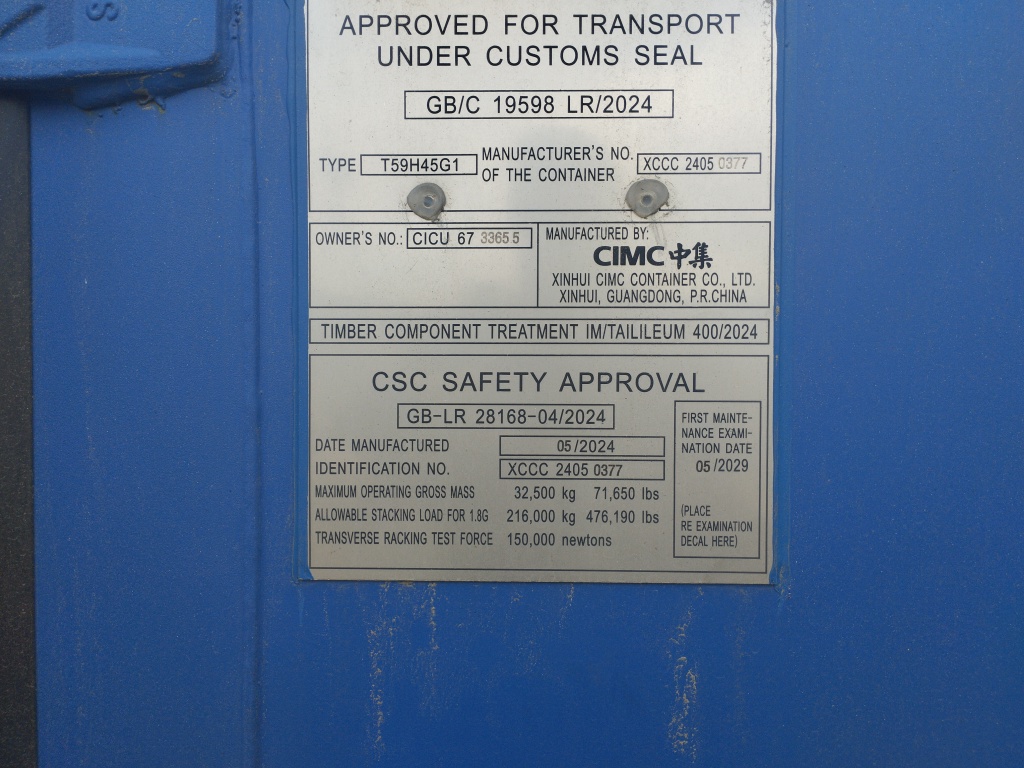 APPROVED FOR TRANSPORT
UNDER CUSTOMS SEAL
GB/C 19598 LR/2024
TYPE T59H45G1 MANUFACTURER'S NO. OF THE CONTAINER XCCC 2405 0377
OWNER'S NO.: CICU 67 3365 5
MANUFACTURED BY:
CIMC中集
XINHUI CIMC CONTAINER CO., LTD.
XINHUI, GUANGDONG, P.R.CHINA
TIMBER COMPONENT TREATMENT IM/TAILILEUM 400/2024
CSC SAFETY APPROVAL
GB-LR 28168-04/2024
DATE MANUFACTURED 05/2024
IDENTIFICATION NO. XCCC 2405 0377
MAXIMUM OPERATING GROSS MASS 32,500 kg 71,650 lbs
ALLOWABLE STACKING LOAD FOR 1.8G 216,000 kg 476,190 lbs
TRANSVERSE RACKING TEST FORCE 150,000 newtons
FIRST MAINTE-
NANCE EXAMI-
NATION DATE
05/2029
(PLACE
RE EXAMINATION
DECAL HERE)